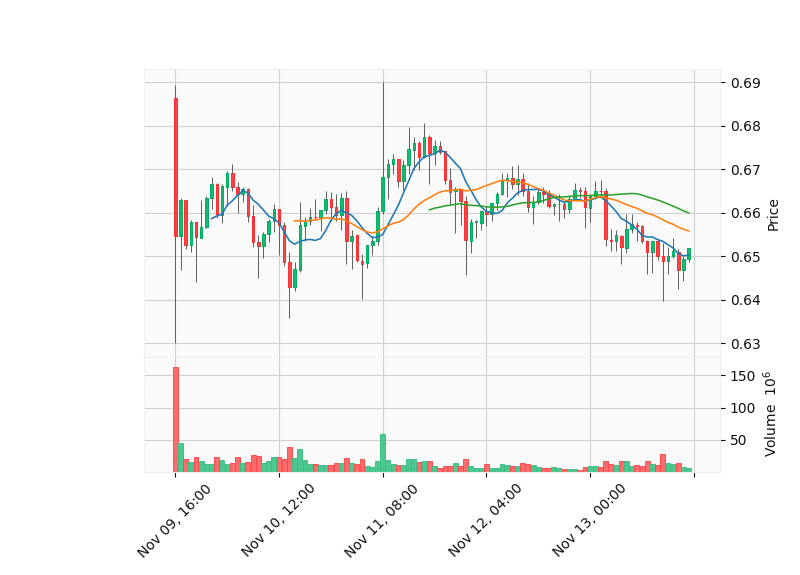 0.69
0.68
0.67
0.66
0.65
0.64
0.63
Price
150
100
50
Volume 10⁶
Nov 09, 16:00
Nov 10, 12:00
Nov 11, 08:00
Nov 12, 04:00
Nov 13, 00:00